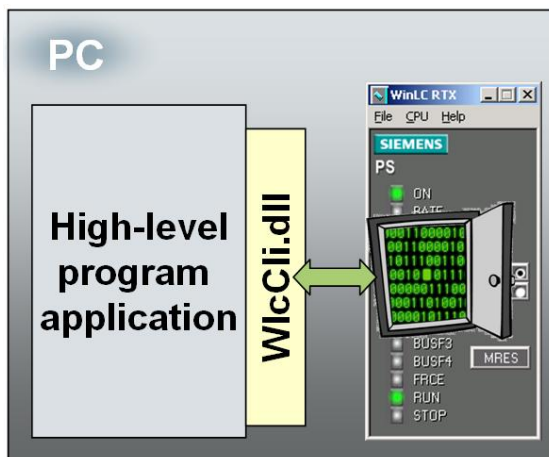 PC
High-level
program
application
WlcCli.dll
WinLC RTX
File CPU Help
SIEMENS
PS
ON
BATF
BUSF3
BUSF4
FRCE
RUN
STOP
MRES